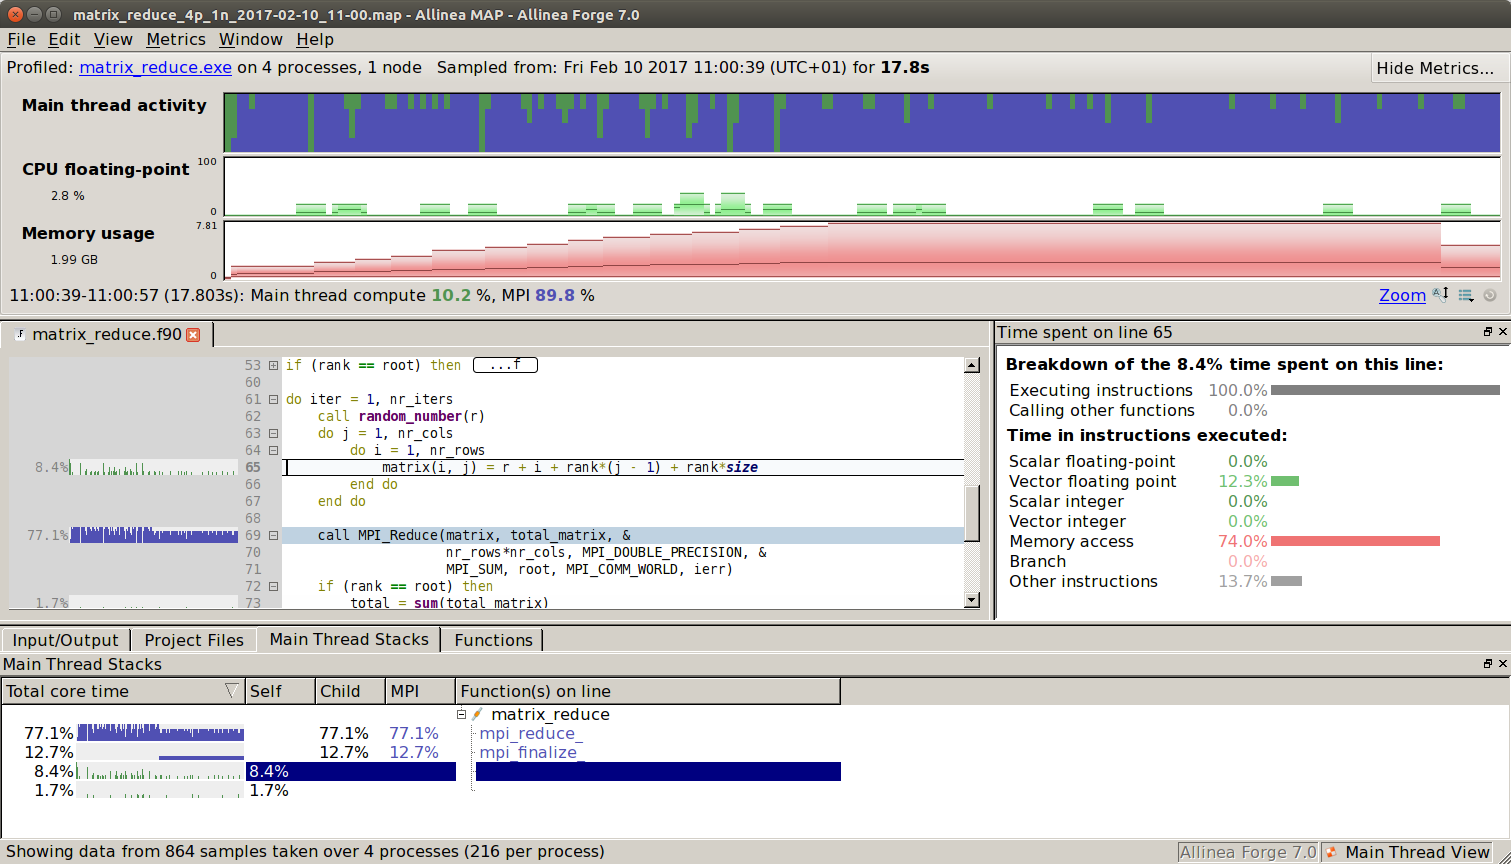 matrix_reduce_4p_1n_2017-02-10_11-00.map - Allinea MAP - Allinea Forge 7.0
File Edit View Metrics Window Help
Profiled: matrix_reduce.exe on 4 processes, 1 node Sampled from: Fri Feb 10 2017 11:00:39 (UTC+01) for 17.8s
Hide Metrics...
Main thread activity
CPU floating-point
100
2.8 %
0
Memory usage
7.81
1.99 GB
0
11:00:39-11:00:57 (17.803s): Main thread compute 10.2 %, MPI 89.8 %
Zoom
matrix_reduce.f90
53 if (rank == root) then ...f
60
61 do iter = 1, nr_iters
62 call random_number(r)
63 do j = 1, nr_cols
64 do i = 1, nr_rows
8.4% 65 matrix(i, j) = r + i + rank*(j - 1) + rank*size
66 end do
67 end do
68
77.1% 69 call MPI_Reduce(matrix, total_matrix, &
70 nr_rows*nr_cols, MPI_DOUBLE_PRECISION, &
71 MPI_SUM, root, MPI_COMM_WORLD, ierr)
72 if (rank == root) then
1.7% 73 total = sum(total_matrix)
Time spent on line 65
Breakdown of the 8.4% time spent on this line:
Executing instructions 100.0%
Calling other functions 0.0%
Time in instructions executed:
Scalar floating-point 0.0%
Vector floating point 12.3%
Scalar integer 0.0%
Vector integer 0.0%
Memory access 74.0%
Branch 0.0%
Other instructions 13.7%
Input/Output Project Files Main Thread Stacks Functions
Main Thread Stacks
Total core time Self Child MPI Function(s) on line
matrix_reduce
77.1% 77.1% 77.1% mpi_reduce_
12.7% 12.7% 12.7% mpi_finalize_
8.4% 8.4%
1.7% 1.7%
Showing data from 864 samples taken over 4 processes (216 per process)
Allinea Forge 7.0 Main Thread View